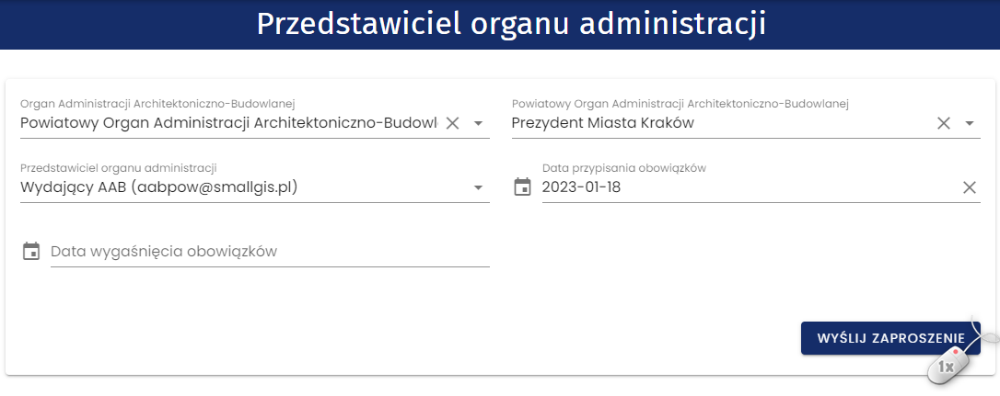 Przedstawiciel organu administracji
Organ Administracji Architektoniczno-Budowlanej
Powiatowy Organ Administracji Architektoniczno-Budowl
Powiatowy Organ Administracji Architektoniczno-Budowlanej
Prezydent Miasta Kraków
Przedstawiciel organu administracji
Wydający AAB (aabpow@smallgis.pl)
Data przypisania obowiązków
2023-01-18
Data wygaśnięcia obowiązków
WYŚLIJ ZAPROSZENIE
1x